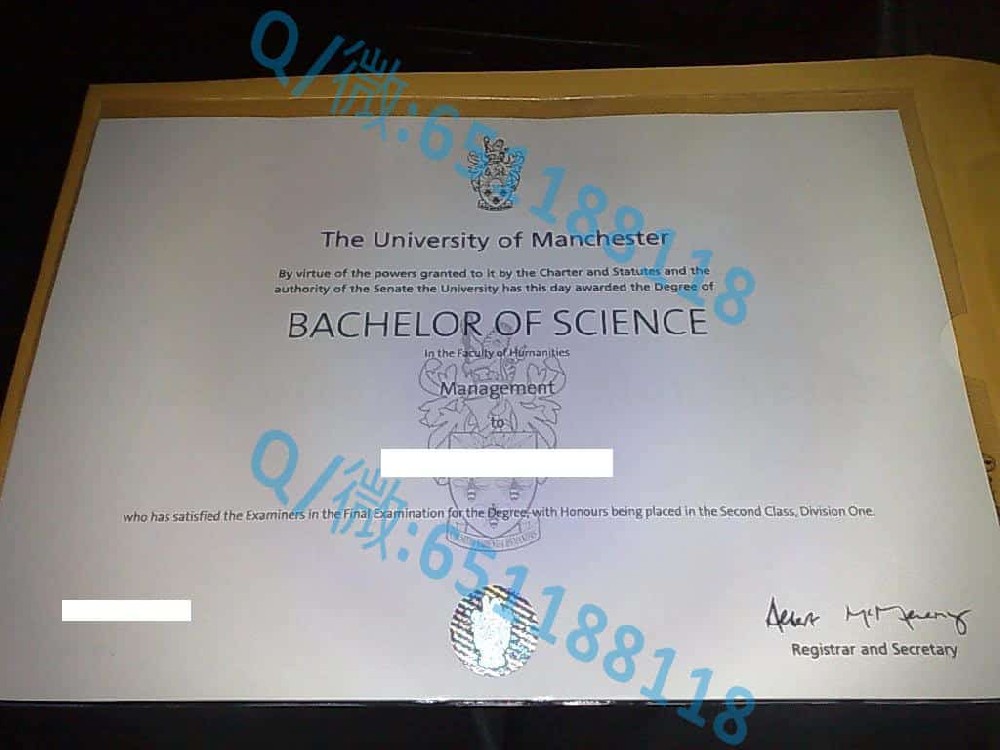 Q/微:651188118
The University of Manchester
By virtue of the powers granted to it by the Charter and Statutes and the
authority of the Senate the University has this day awarded the Degree of
BACHELOR OF SCIENCE
In the Faculty of Humanities
Management
to
Q/微:651188118
who has satisfied the Examiners in the Final Examination for the Degree, with Honours being placed in the Second Class, Division One.
Registrar and Secretary